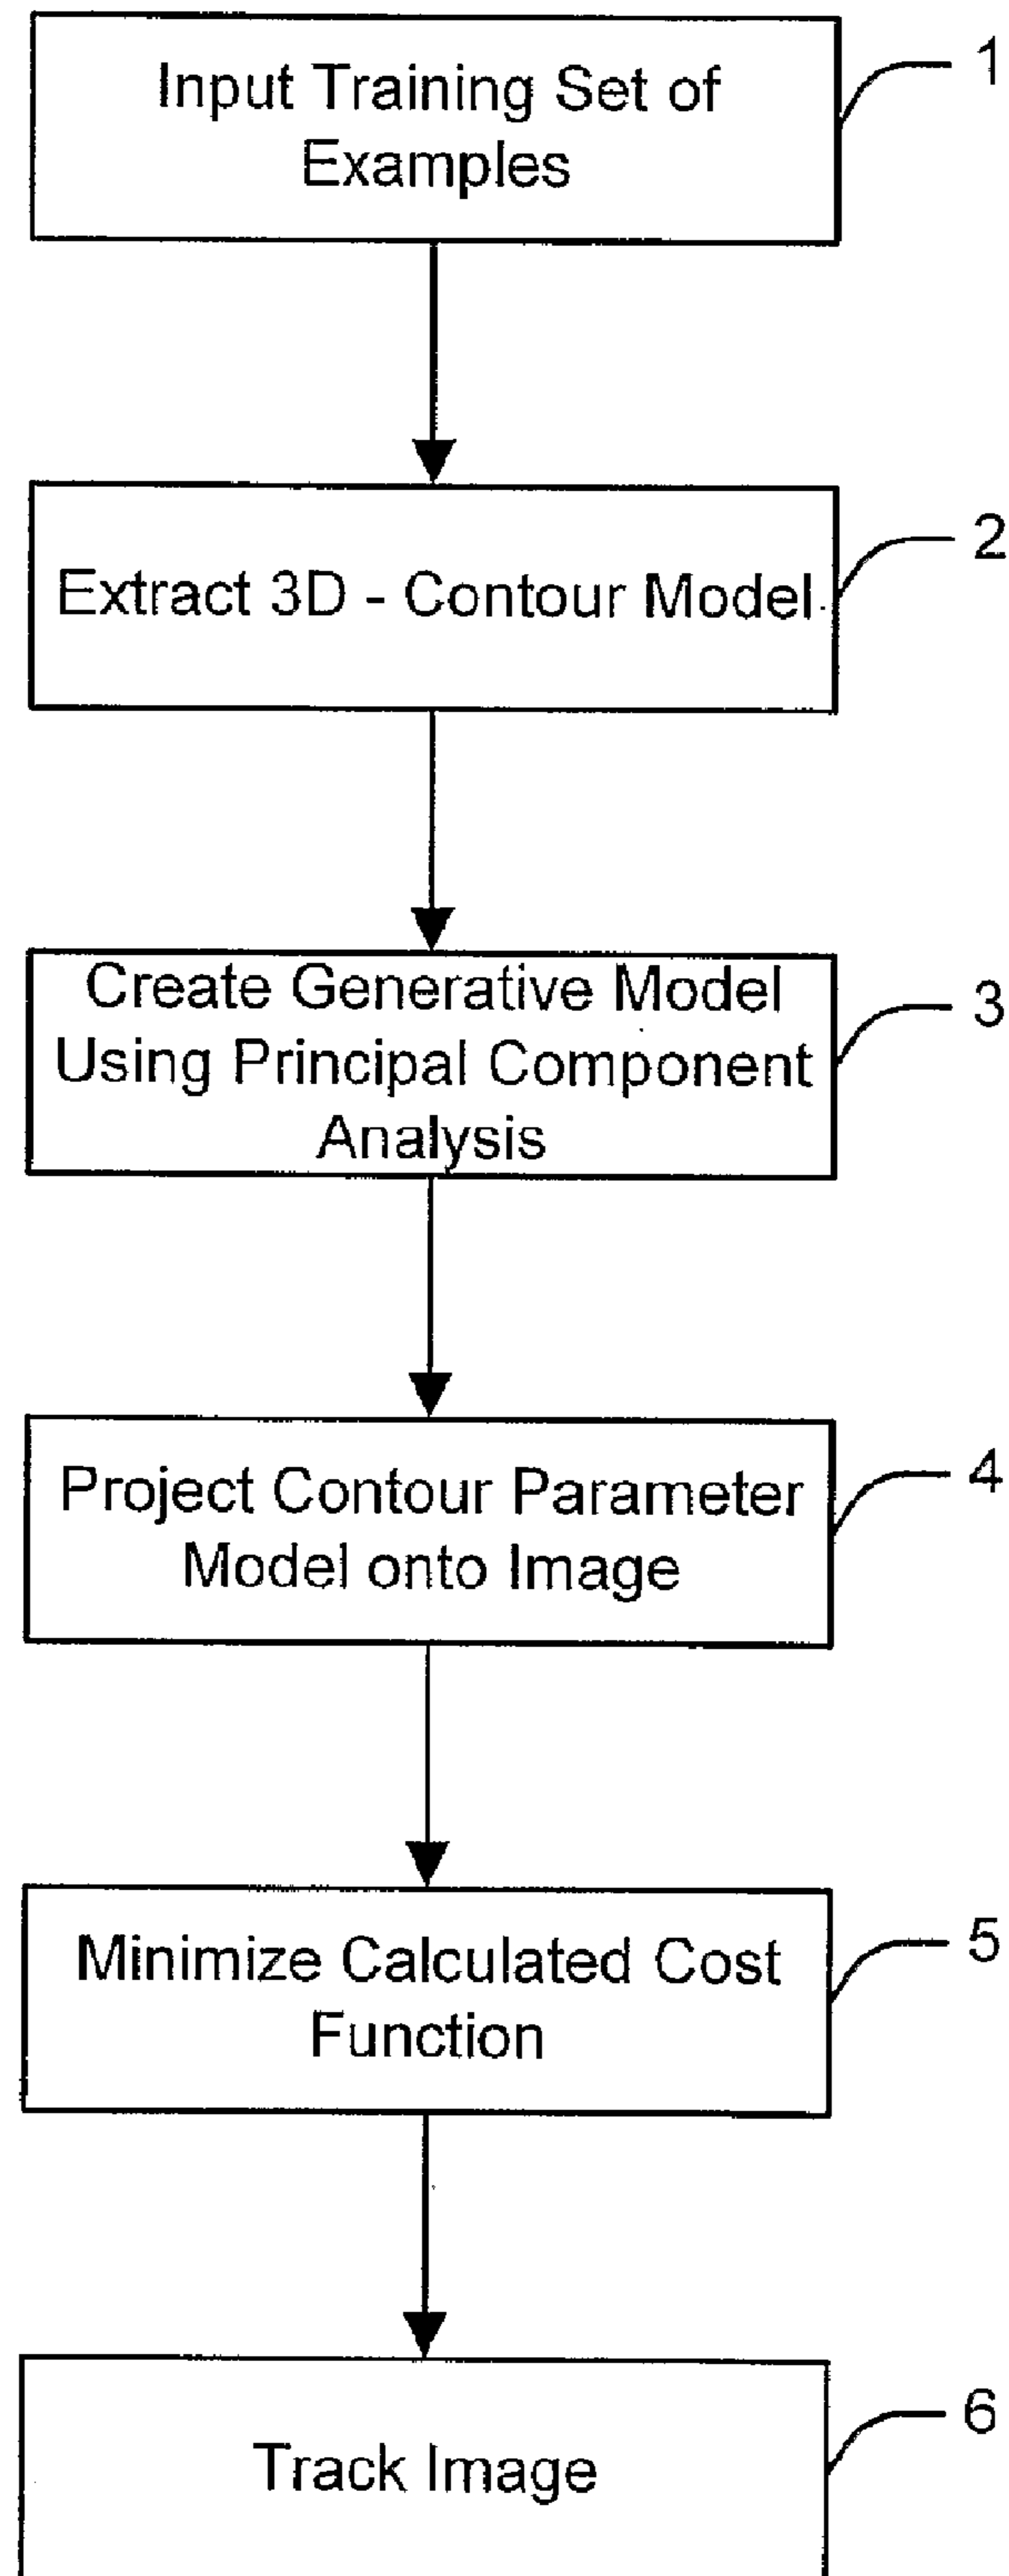 Input Training Set of
Examples
1
Extract 3D - Contour Model
2
Create Generative Model
Using Principal Component
Analysis
3
Project Contour Parameter
Model onto Image
4
Minimize Calculated Cost
Function
5
Track Image
6